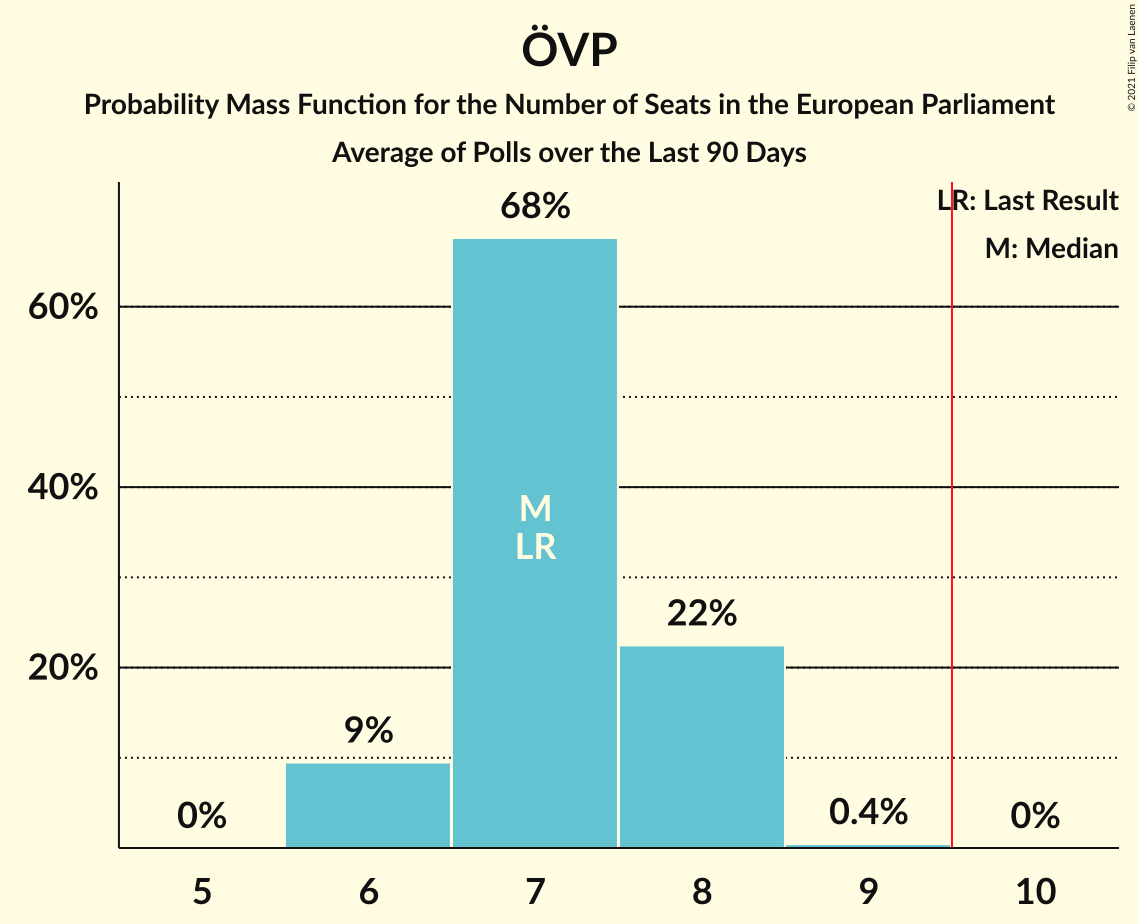 ÖVP
Probability Mass Function for the Number of Seats in the European Parliament
Average of Polls over the Last 90 Days
© 2021 Filip van Laenen
LR: Last Result
M: Median
68%
60%
40%
M
LR
22%
20%
9%
0%
0.4%
0%
5 6 7 8 9 10